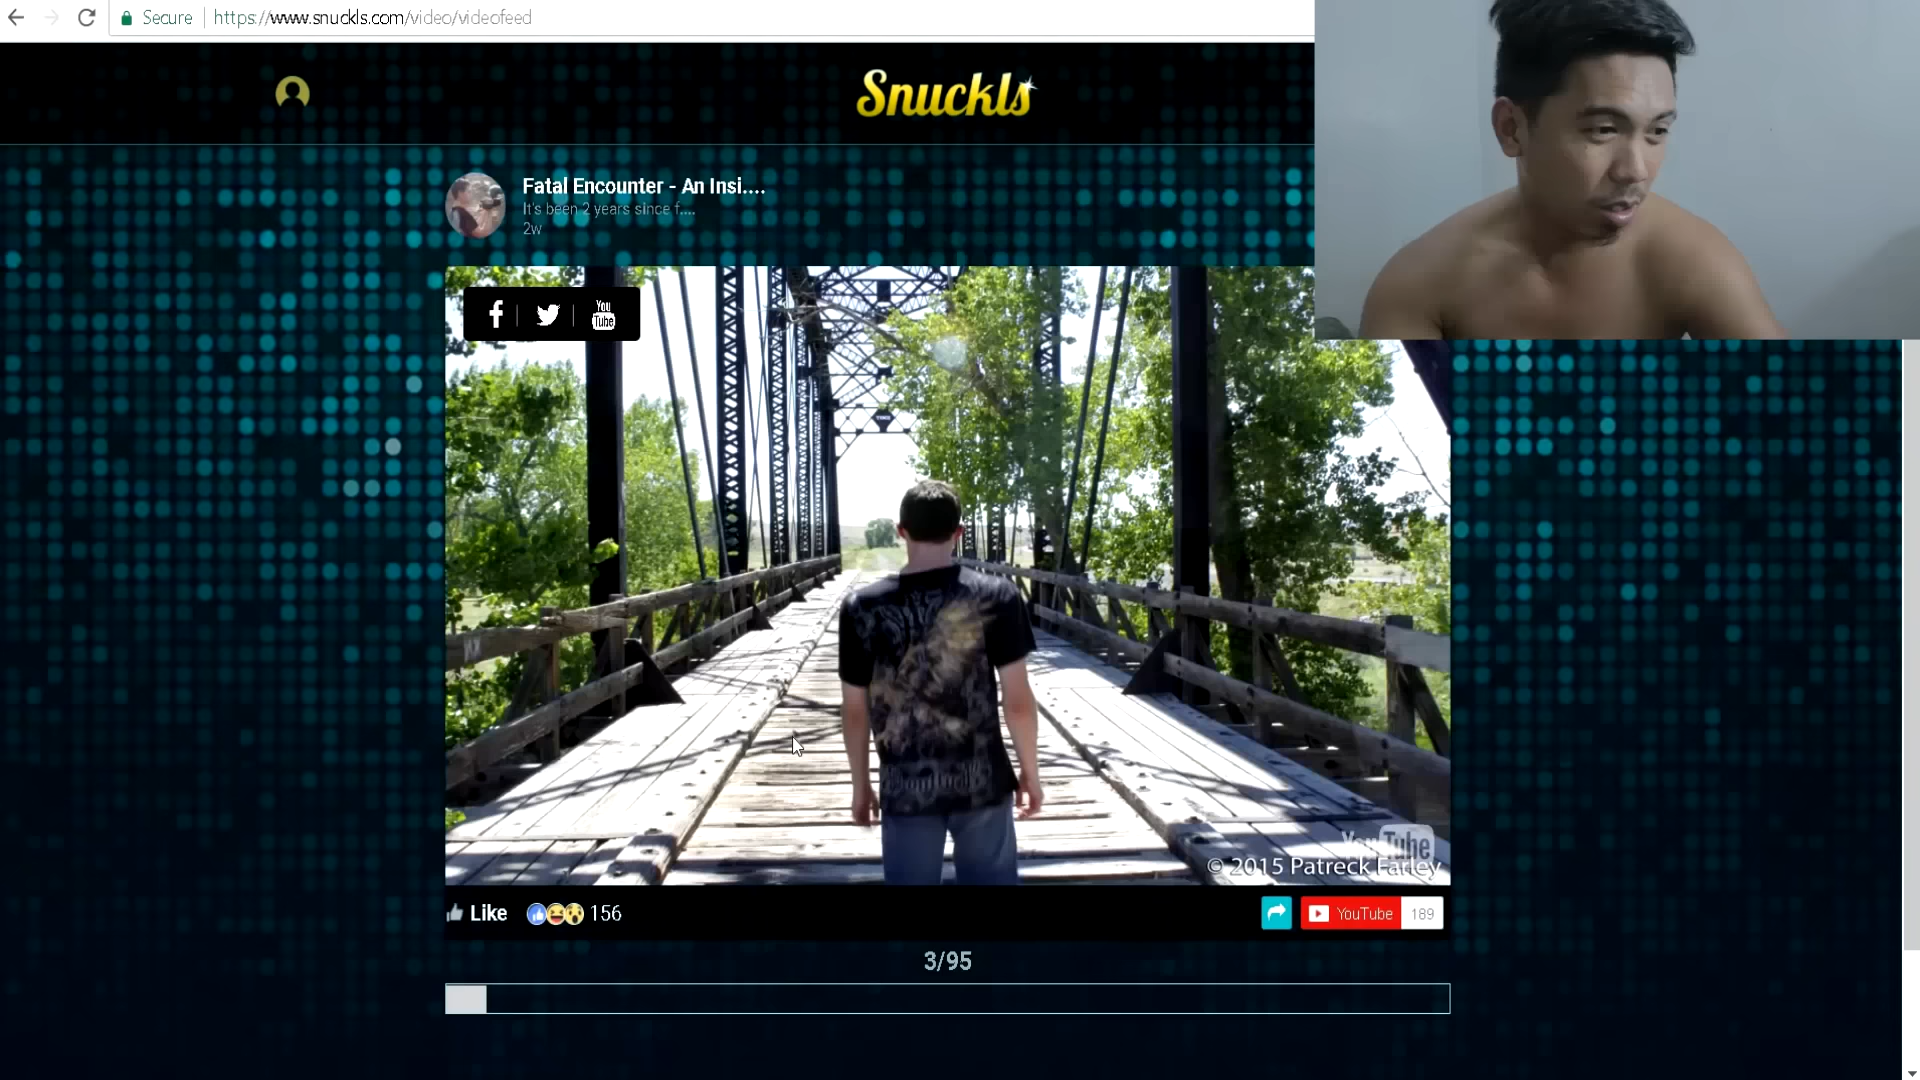 Secure
https://www.snuckls.com/video/videofeed
Snuckls
Fatal Encounter - An Insi....
It's been 2 years since f....
2w
You
Tube
YouTube
© 2015 Patreck Farley
Like
156
YouTube
189
3/95